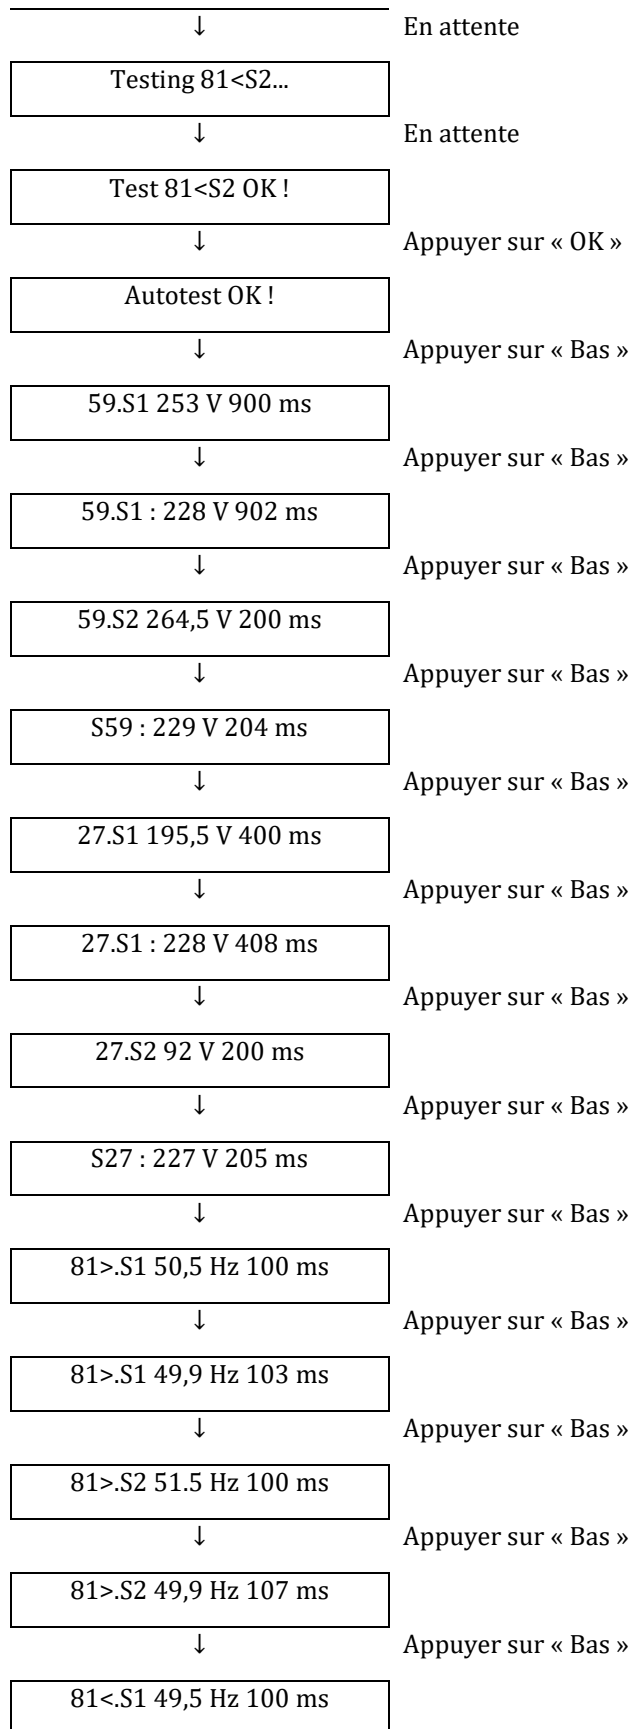 ↓ En attente
Testing 81<S2...
↓ En attente
Test 81<S2 OK !
↓ Appuyer sur « OK »
Autotest OK !
↓ Appuyer sur « Bas »
59.S1 253 V 900 ms
↓ Appuyer sur « Bas »
59.S1 : 228 V 902 ms
↓ Appuyer sur « Bas »
59.S2 264,5 V 200 ms
↓ Appuyer sur « Bas »
S59 : 229 V 204 ms
↓ Appuyer sur « Bas »
27.S1 195,5 V 400 ms
↓ Appuyer sur « Bas »
27.S1 : 228 V 408 ms
↓ Appuyer sur « Bas »
27.S2 92 V 200 ms
↓ Appuyer sur « Bas »
S27 : 227 V 205 ms
↓ Appuyer sur « Bas »
81>.S1 50,5 Hz 100 ms
↓ Appuyer sur « Bas »
81>.S1 49,9 Hz 103 ms
↓ Appuyer sur « Bas »
81>.S2 51.5 Hz 100 ms
↓ Appuyer sur « Bas »
81>.S2 49,9 Hz 107 ms
↓ Appuyer sur « Bas »
81<.S1 49,5 Hz 100 ms